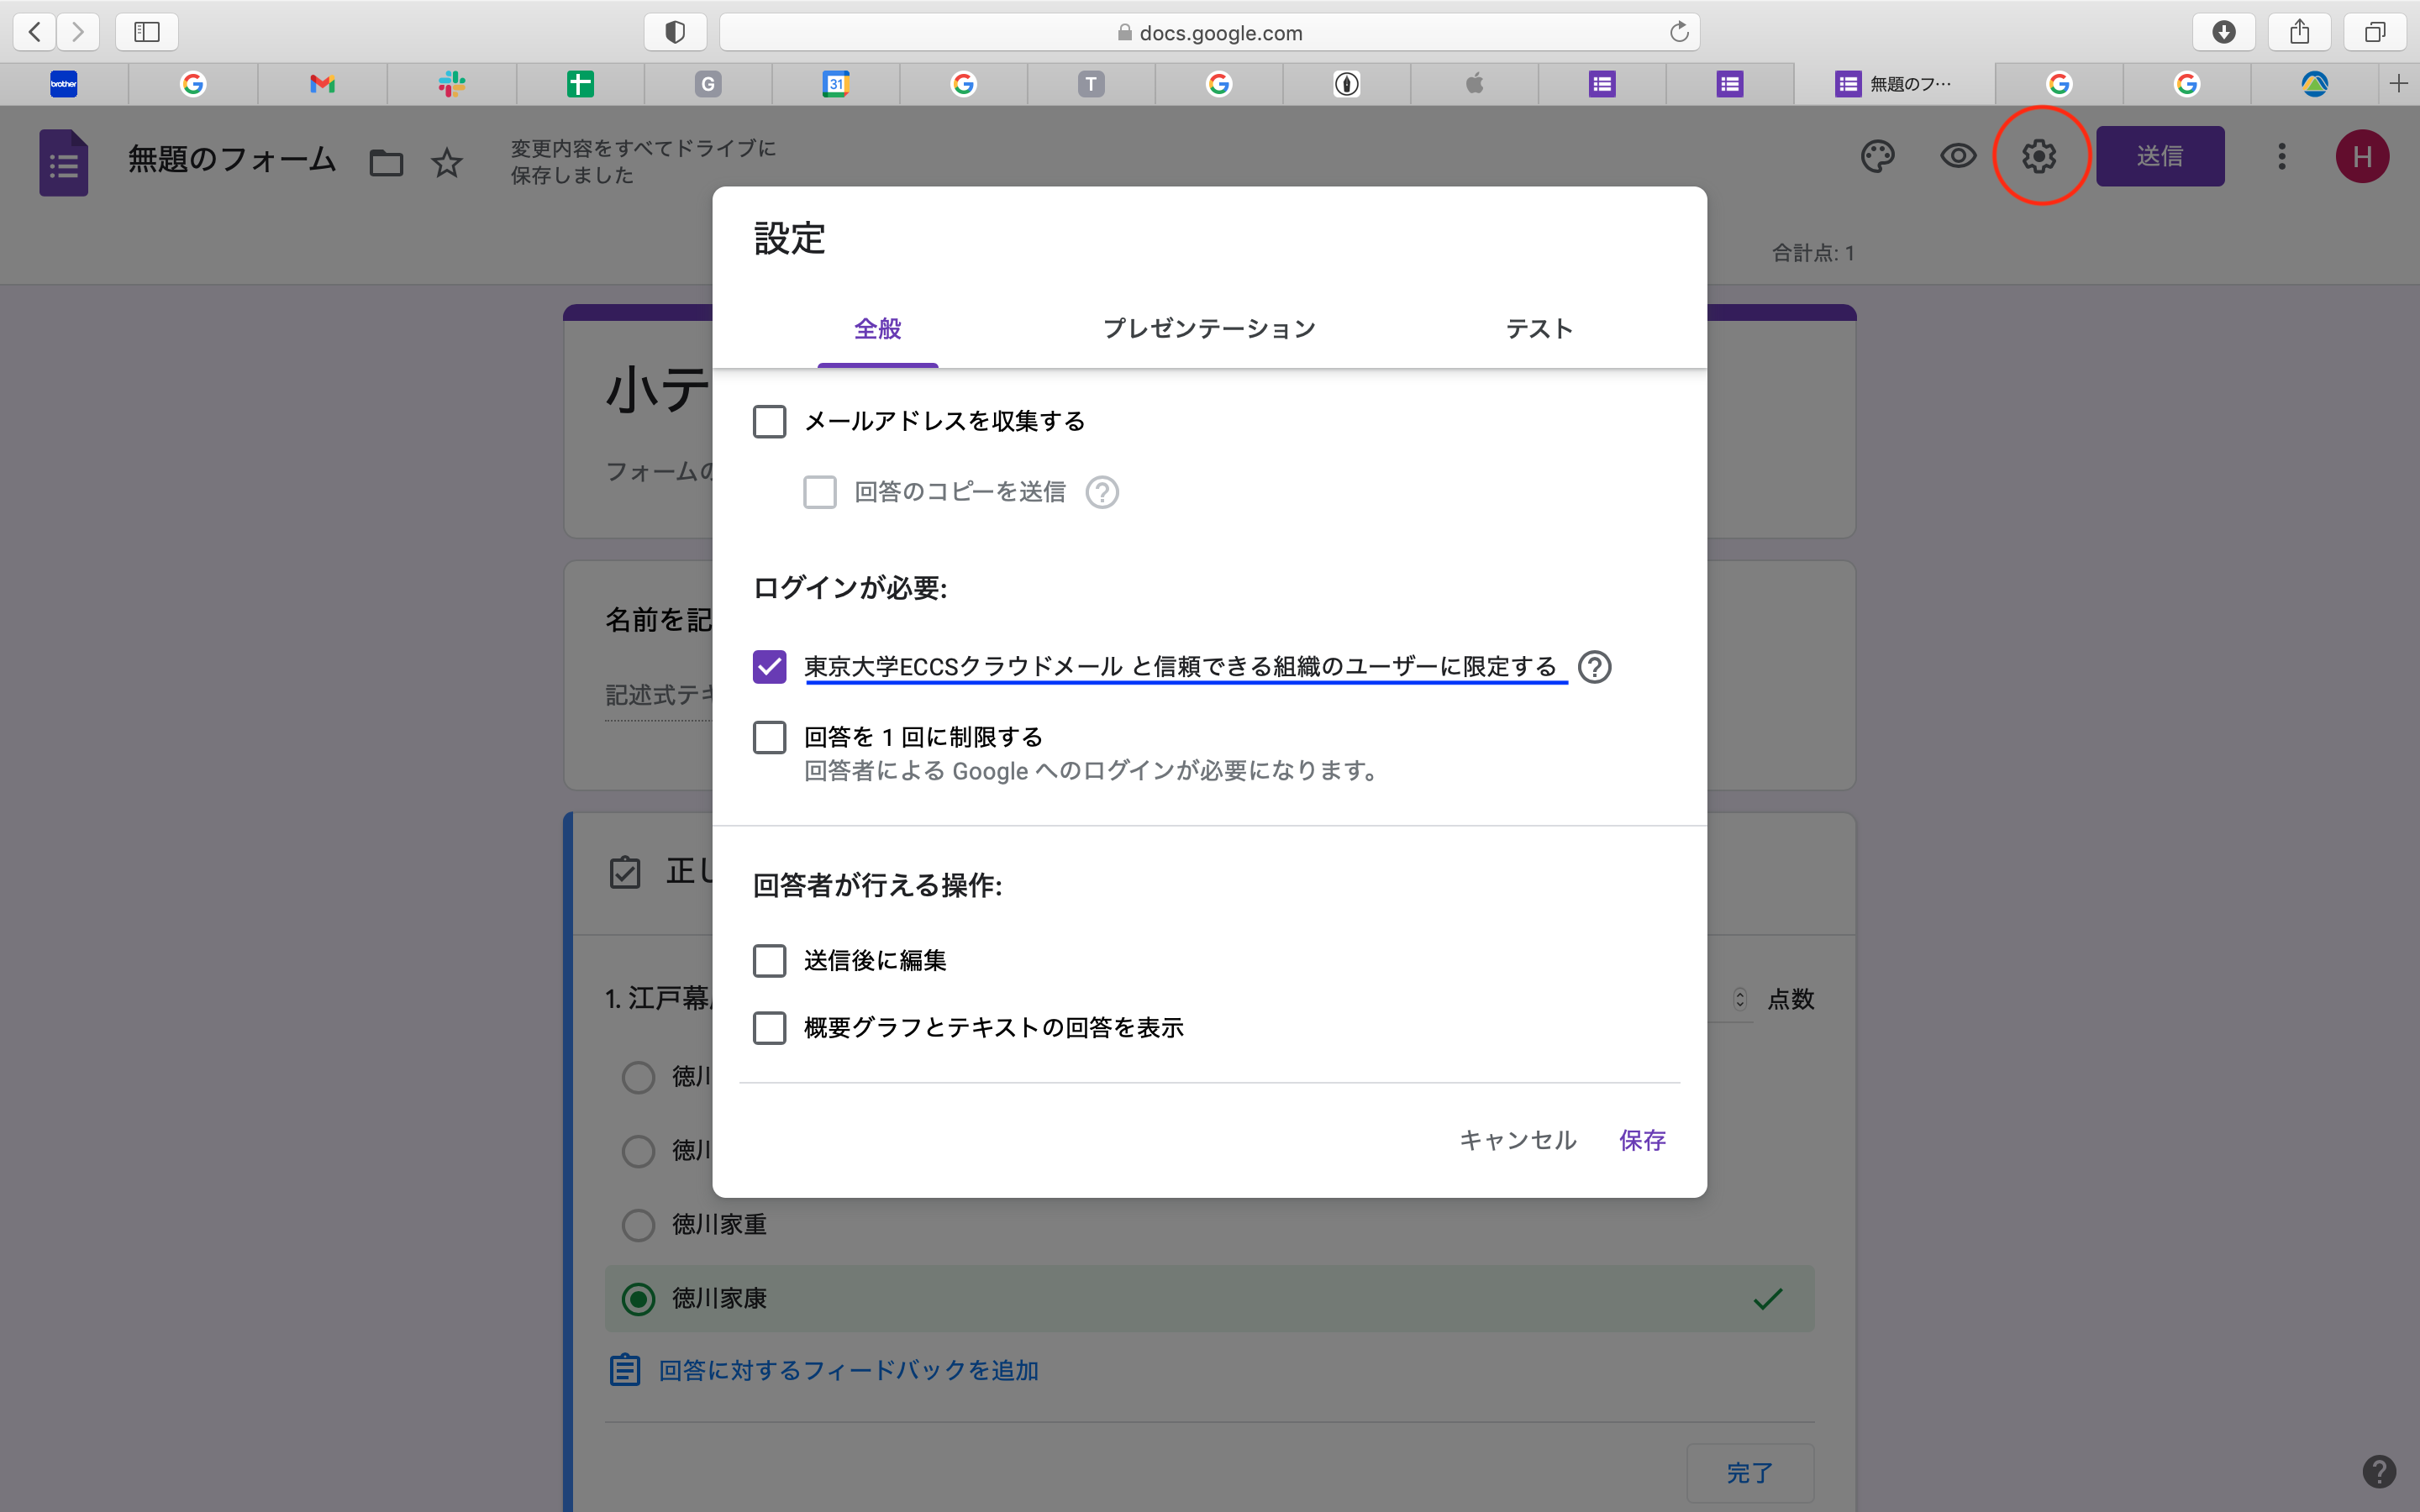 docs.google.com
brother
G
31
T
無題のフ…
無題のフォーム
変更内容をすべてドライブに
保存しました
送信
H
合計点: 1
設定
全般
プレゼンテーション
テスト
小テ
フォームの
メールアドレスを収集する
回答のコピーを送信
ログインが必要:
名前を記
東京大学ECCSクラウドメール と信頼できる組織のユーザーに限定する
記述式テキ
回答を 1 回に制限する
回答者による Google へのログインが必要になります。
正し
回答者が行える操作:
送信後に編集
1. 江戸幕
点数
概要グラフとテキストの回答を表示
徳川
徳川
キャンセル
保存
徳川家重
徳川家康
回答に対するフィードバックを追加
完了